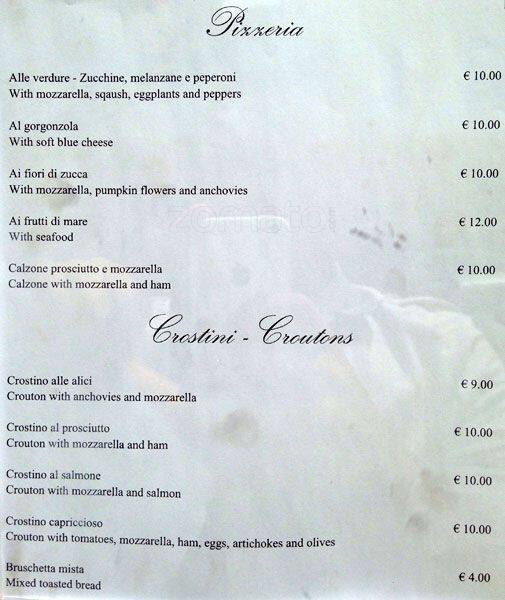 Pizzeria
Alle verdure - Zucchine, melanzane e peperoni € 10.00
With mozzarella, sqaush, eggplants and peppers
Al gorgonzola € 10.00
With soft blue cheese
Ai fiori di zucca € 10.00
With mozzarella, pumpkin flowers and anchovies
zomato
Ai frutti di mare € 12.00
With seafood
Calzone prosciutto e mozzarella € 10.00
Calzone with mozzarella and ham
Crostini - Croutons
Crostino alle alici € 9.00
Crouton with anchovies and mozzarella
Crostino al prosciutto € 10.00
Crouton with mozzarella and ham
Crostino al salmone € 10.00
Crouton with mozzarella and salmon
Crostino capriccioso € 10.00
Crouton with tomatoes, mozzarella, ham, eggs, artichokes and olives
Bruschetta mista € 4.00
Mixed toasted bread